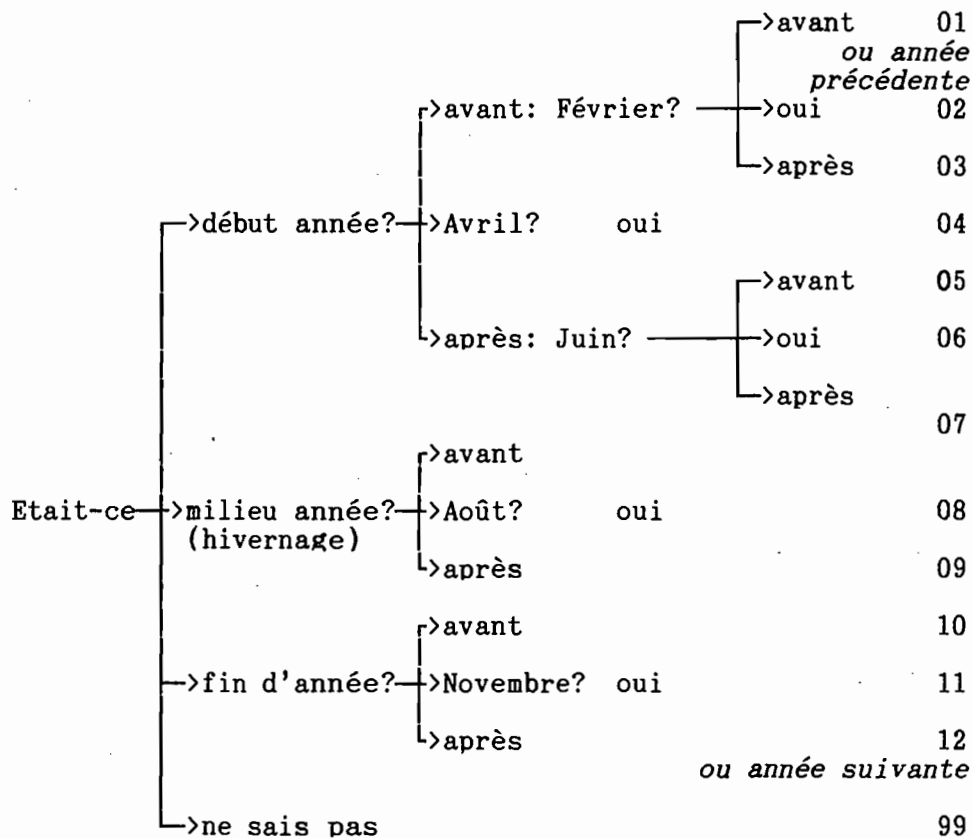 >avant 01
ou année
précédente
>avant: Février? >oui 02
>après 03
>début année? >Avril? oui 04
>avant 05
>après: Juin? >oui 06
>après
07
>avant
Etait-ce >milieu année? >Août? oui 08
(hivernage)
>après 09
>avant 10
>fin d'année? >Novembre? oui 11
>après 12
ou année suivante
>ne sais pas 99